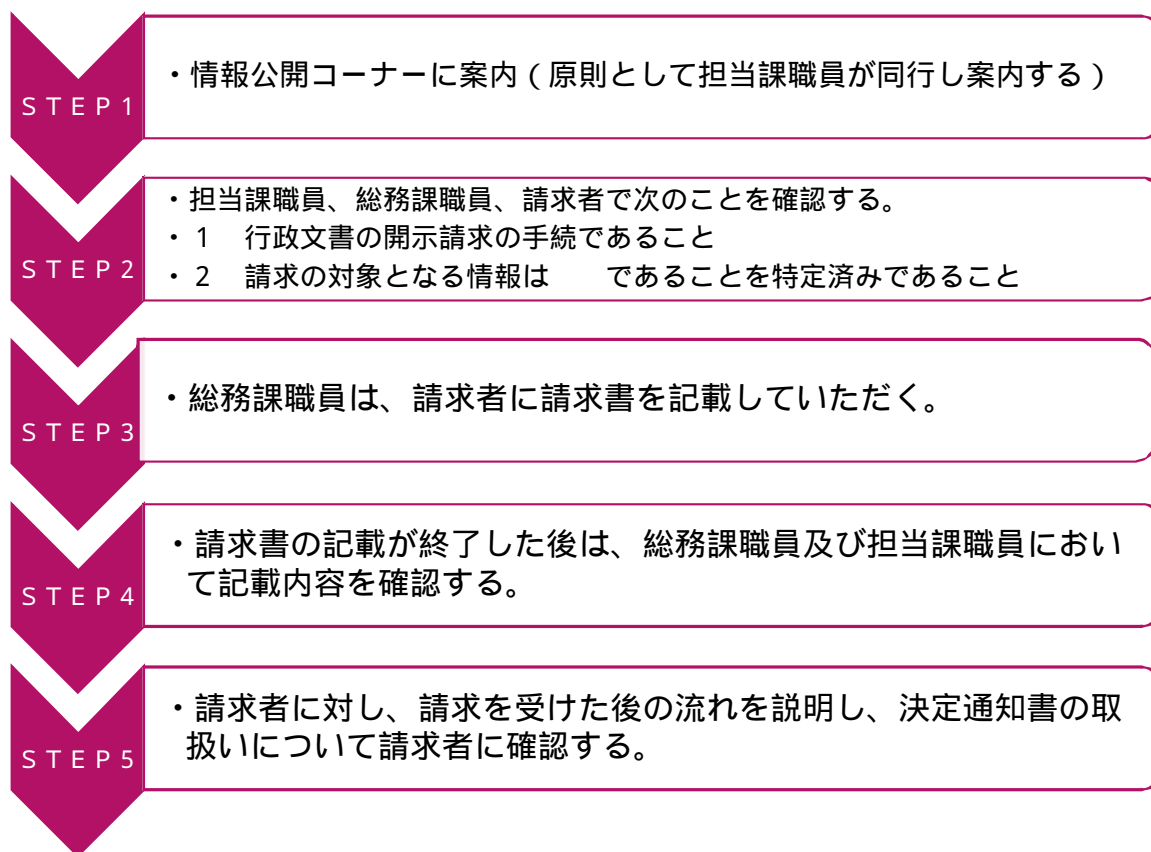 STEP1
・情報公開コーナーに案内(原則として担当課職員が同行し案内する)
STEP2
・担当課職員、総務課職員、請求者で次のことを確認する。
・1　行政文書の開示請求の手続であること
・2　請求の対象となる情報は　　であることを特定済みであること
STEP3
・総務課職員は、請求者に請求書を記載していただく。
STEP4
・請求書の記載が終了した後は、総務課職員及び担当課職員におい
て記載内容を確認する。
STEP5
・請求者に対し、請求を受けた後の流れを説明し、決定通知書の取
扱いについて請求者に確認する。